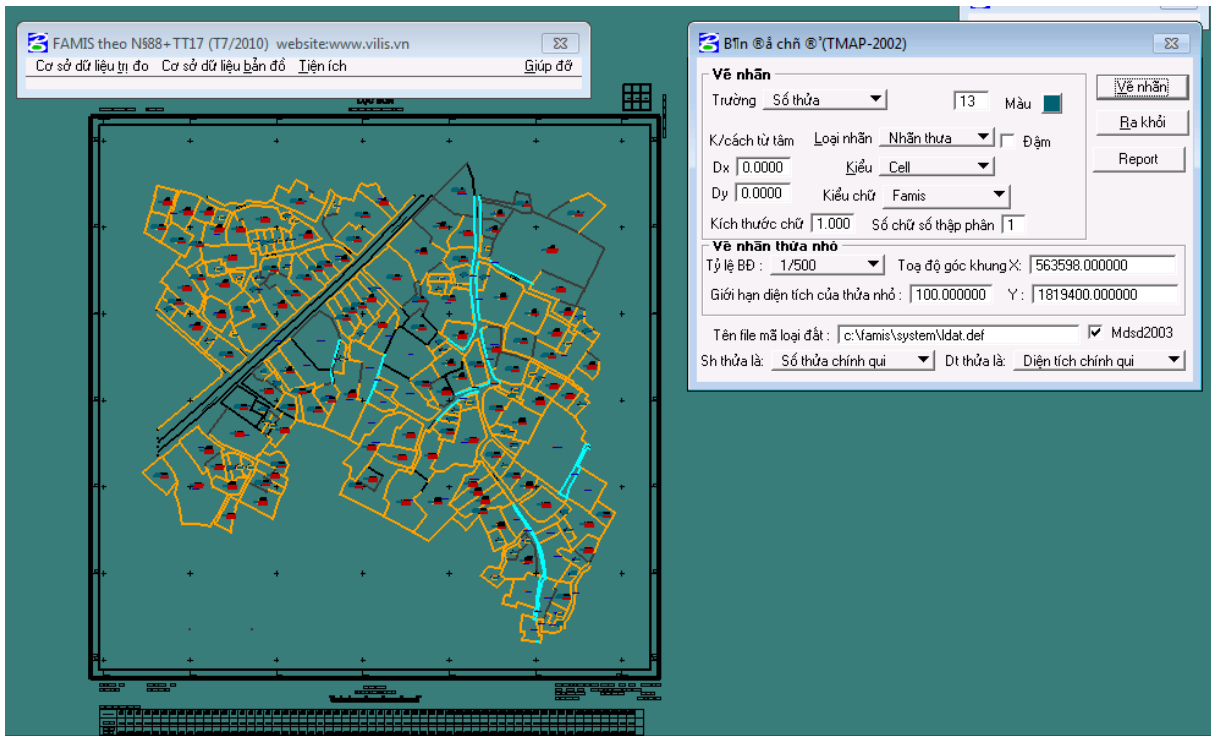 FAMIS theo N§88+TT17 (T7/2010) website:www.vilis.vn
Cơ sở dữ liệu trị đo Cơ sở dữ liệu bản đồ Tiện ích Giúp đỡ
B¶n ®å chñ ®Ò (TMAP-2002)
Vẽ nhãn
Trường Số thửa 13 Màu Vẽ nhãn
Ra khỏi
K/cách từ tâm Loại nhãn Nhãn thưa Đậm
Report
Dx 0.0000 Kiểu Cell
Dy 0.0000 Kiểu chữ Famis
Kích thước chữ 1.000 Số chữ số thập phân 1
Vẽ nhãn thửa nhỏ
Tỷ lệ BĐ : 1/500 Toạ độ góc khung X: 563598.000000
Giới hạn diện tích của thửa nhỏ : 100.000000 Y : 1819400.000000
Tên file mã loại đất : c:\famis\system\ldat.def Mdsd2003
Sh thửa là: Số thửa chính qui Dt thửa là: Diện tích chính qui